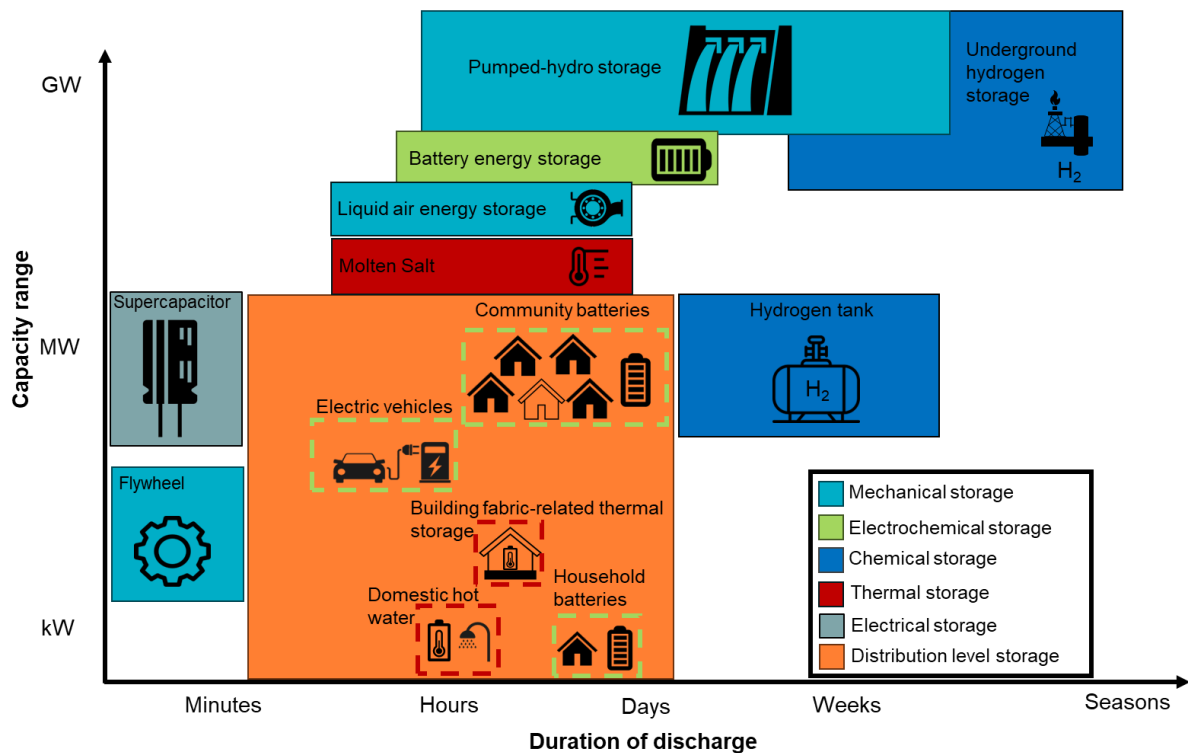 GW
MW
kW
Capacity range
Pumped-hydro storage
Underground
hydrogen
storage
H2
Battery energy storage
Liquid air energy storage
Molten Salt
Supercapacitor
Flywheel
Community batteries
Electric vehicles
Building fabric-related thermal
storage
Domestic hot
water
Household
batteries
Hydrogen tank
H2
Mechanical storage
Electrochemical storage
Chemical storage
Thermal storage
Electrical storage
Distribution level storage
Minutes
Hours
Days
Weeks
Seasons
Duration of discharge